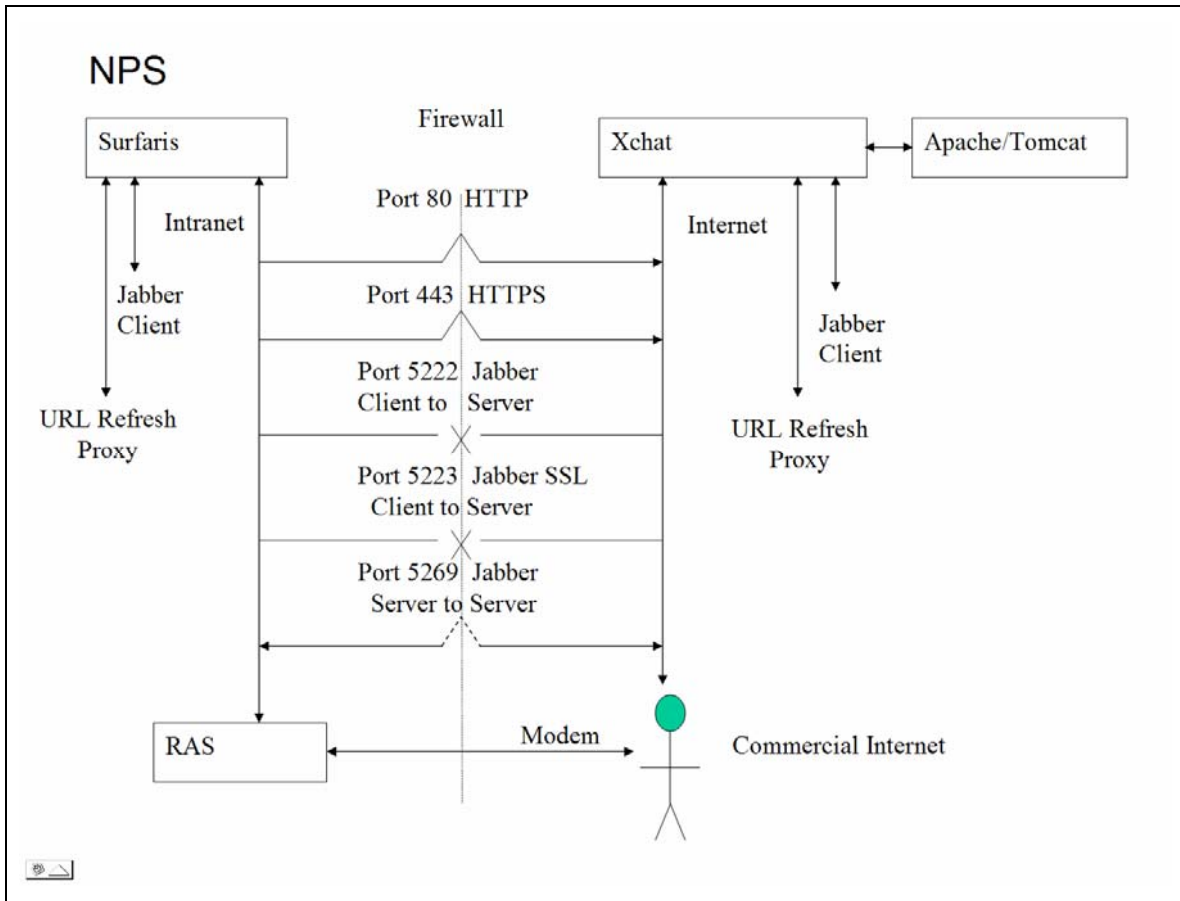 NPS
Firewall
Surfaris
Xchat
Apache/Tomcat
Port 80 HTTP
Intranet
Internet
Jabber
Client
Port 443 HTTPS
Jabber
Client
Port 5222 Jabber
Client to Server
URL Refresh
Proxy
URL Refresh
Proxy
Port 5223 Jabber SSL
Client to Server
Port 5269 Jabber
Server to Server
RAS
Modem
Commercial Internet